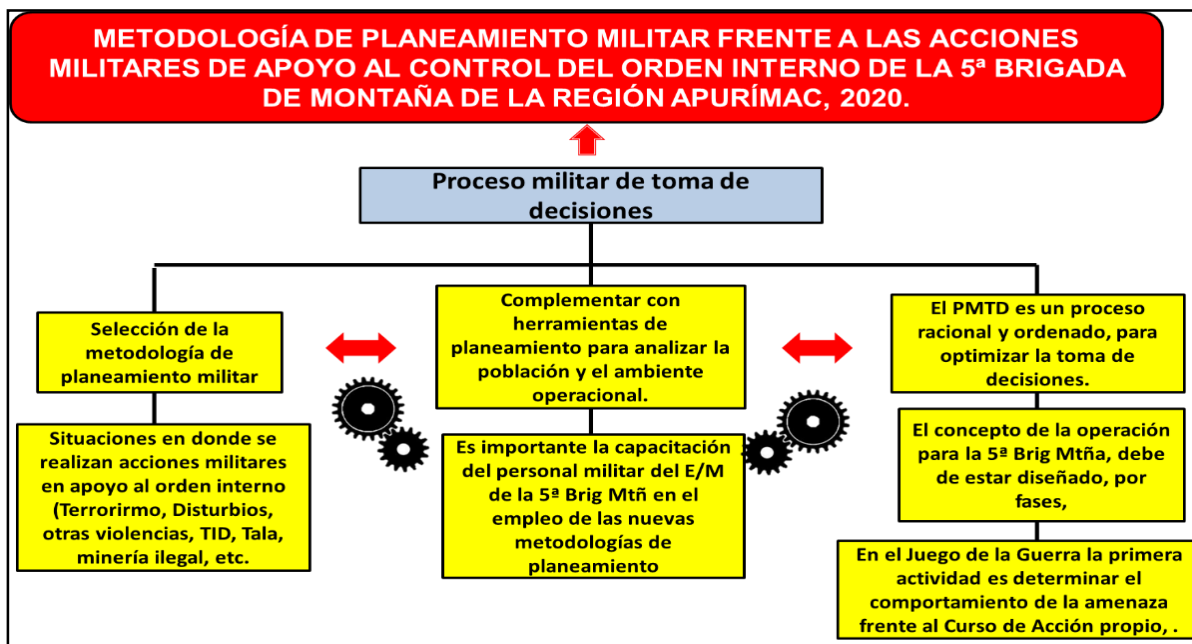 METODOLOGÍA DE PLANEAMIENTO MILITAR FRENTE A LAS ACCIONES
MILITARES DE APOYO AL CONTROL DEL ORDEN INTERNO DE LA 5ª BRIGADA
DE MONTAÑA DE LA REGIÓN APURÍMAC, 2020.
Proceso militar de toma de
decisiones
Selección de la
metodología de
planeamiento militar
Situaciones en donde se
realizan acciones militares
en apoyo al orden interno
(Terrorirmo, Disturbios,
otras violencias, TID, Tala,
minería ilegal, etc.
Complementar con
herramientas de
planeamiento para analizar la
población y el ambiente
operacional.
Es importante la capacitación
del personal militar del E/M
de la 5ª Brig Mtñ en el
empleo de las nuevas
metodologías de
planeamiento
El PMTD es un proceso
racional y ordenado, para
optimizar la toma de
decisiones.
El concepto de la operación
para la 5ª Brig Mtña, debe
de estar diseñado, por
fases,
En el Juego de la Guerra la primera
actividad es determinar el
comportamiento de la amenaza
frente al Curso de Acción propio, .